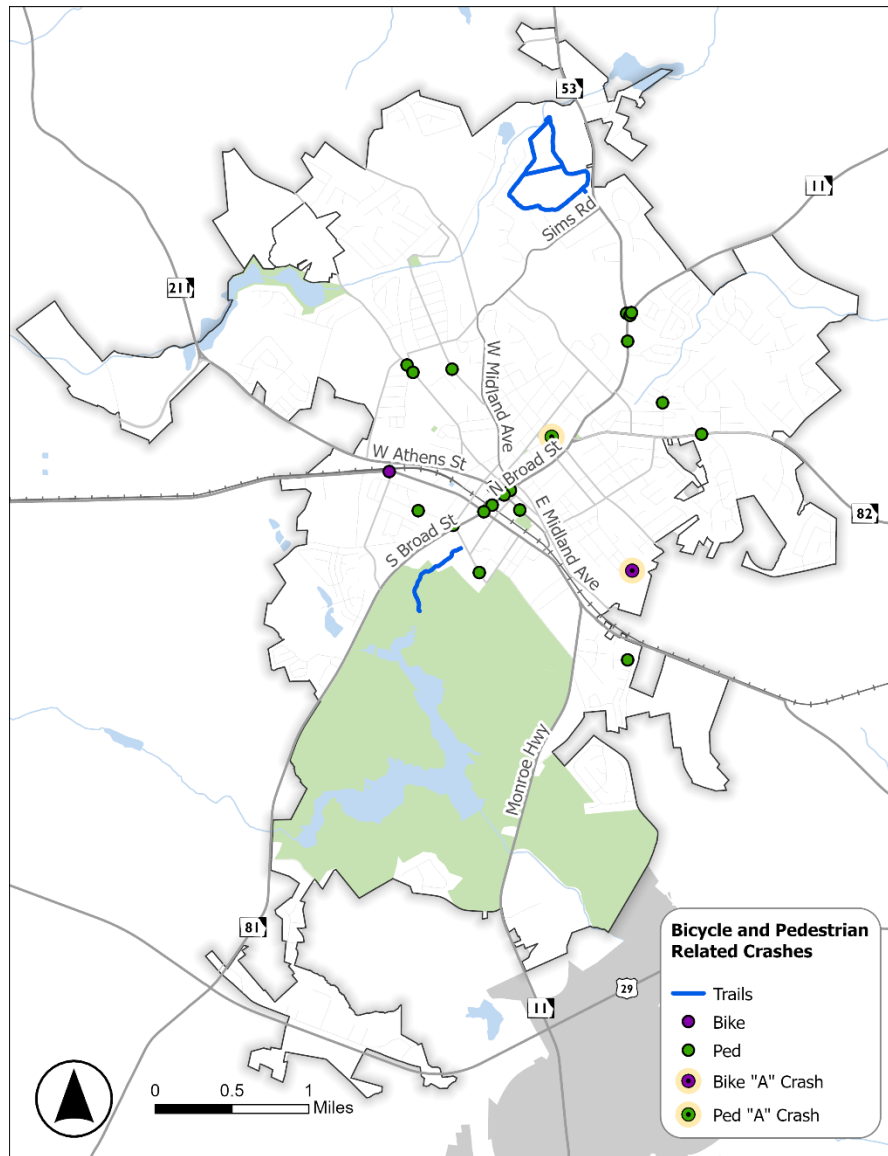 53
11
Sims Rd
211
W Midland Ave
W Athens St
N Broad St
82
S Broad St
E Midland Ave
Monroe Hwy
81
29
11
Bicycle and Pedestrian
Related Crashes
Trails
Bike
Ped
Bike "A" Crash
Ped "A" Crash
0 0.5 1
Miles